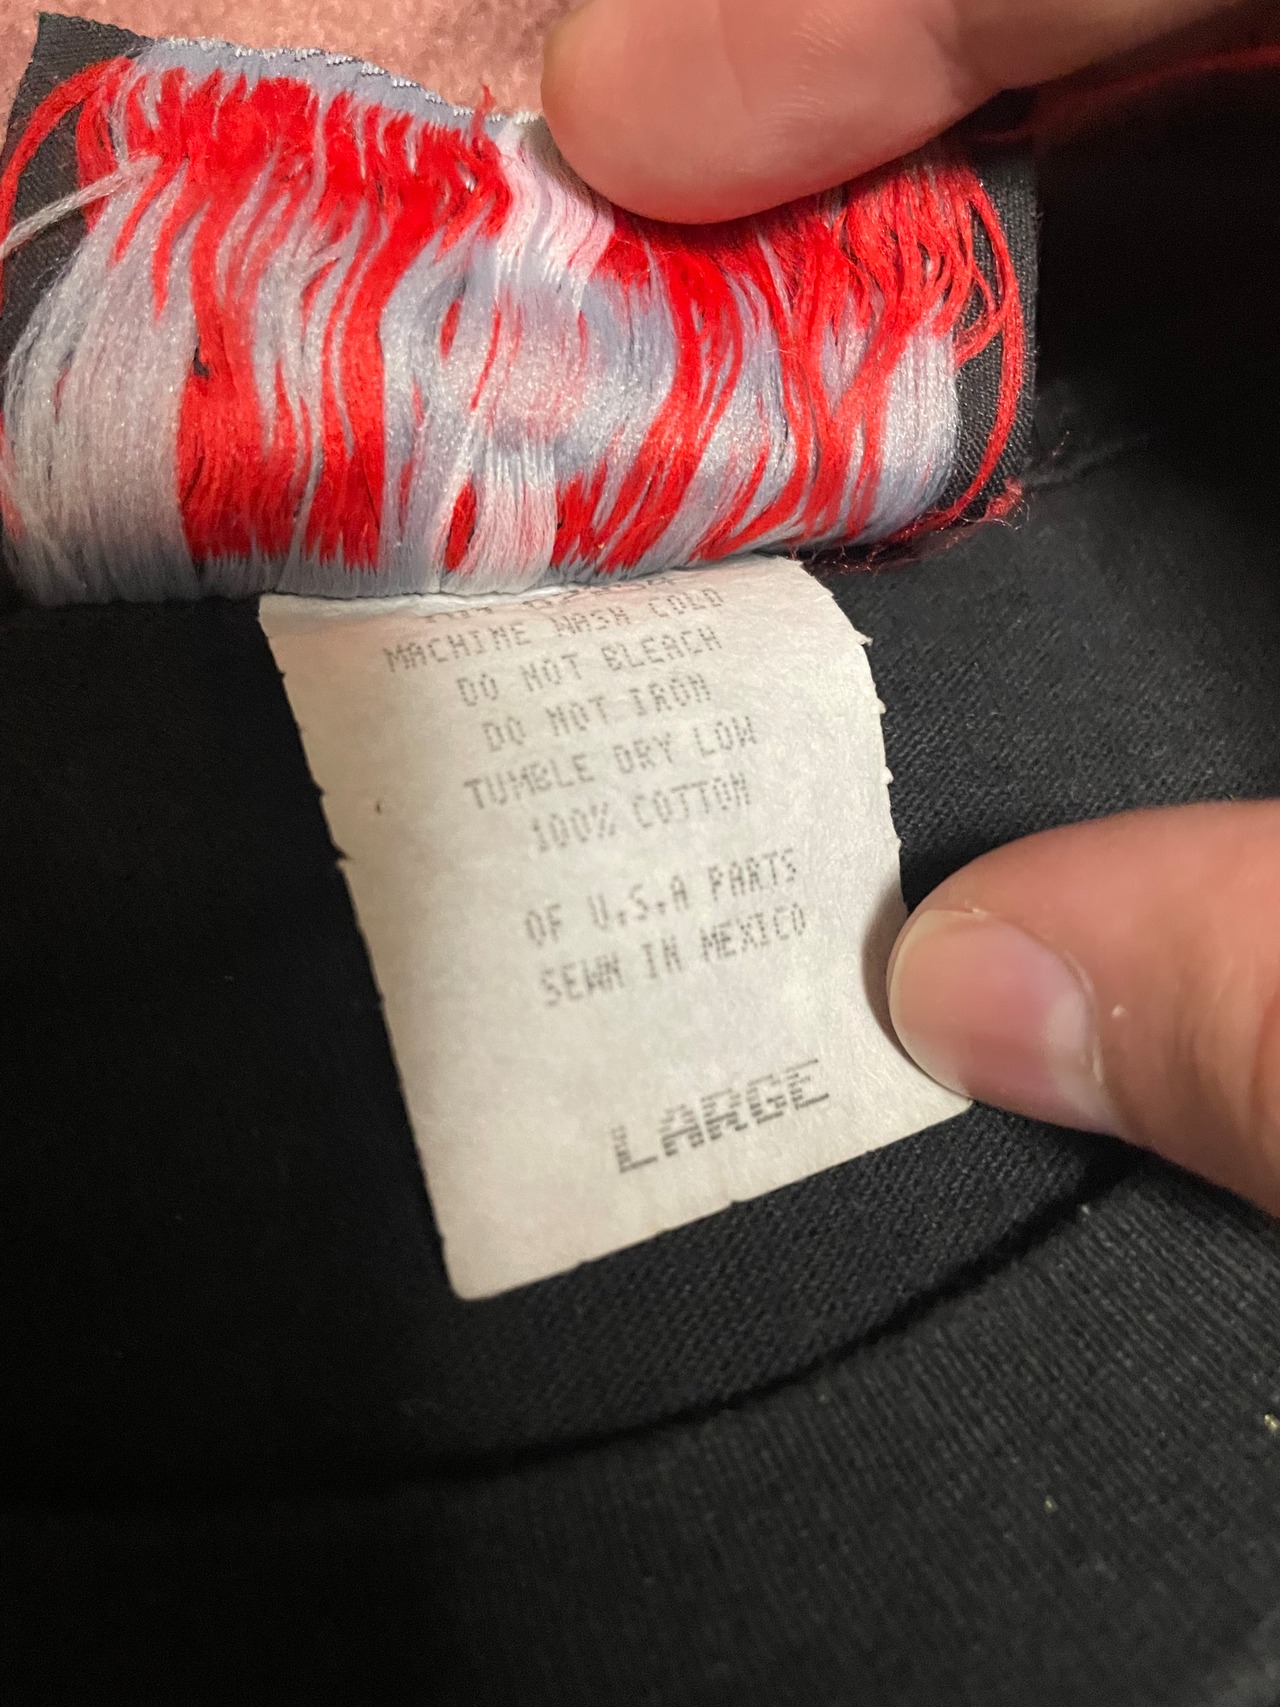 MACHINE WASH COLD
DO NOT BLEACH
DO NOT IRON
TUMBLE DRY LOW
100% COTTON
OF U.S.A PARTS
SEWN IN MEXICO
LARGE